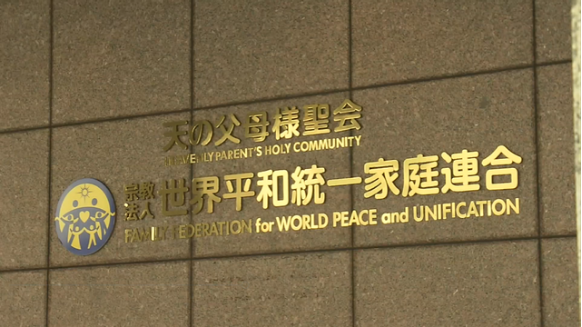 天の父母様聖会
HEAVENLY PARENT'S HOLY COMMUNITY
宗教法人 世界平和統一家庭連合
FAMILY FEDERATION for WORLD PEACE and UNIFICATION